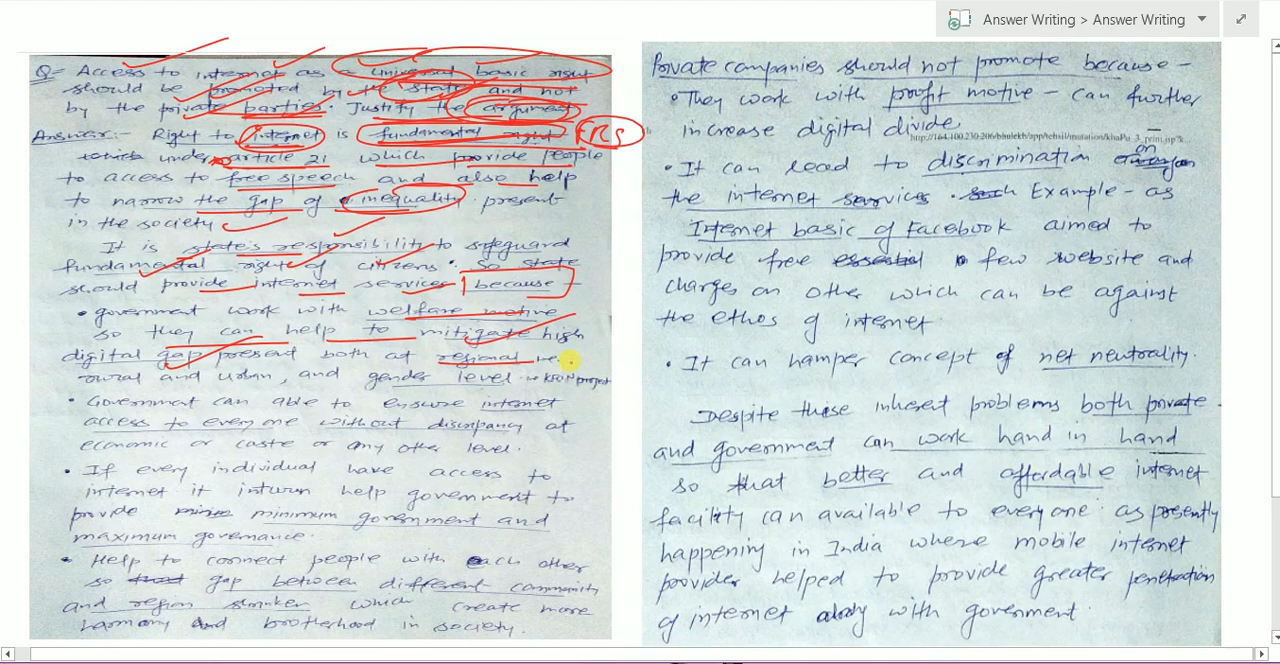 Answer Writing > Answer Writing
Q- Access to internet as a universal basic right
should be promoted by the state and not
by the private parties. Justify the argument
Answer:- Right to internet is fundamental right FRs
under article 21 which provide people
to access to free speech and also help
to narrow the gap of inequality present
in the society
It is state's responsibility to safeguard
fundamental right of citizens. So state
should provide internet services because -
• government work with welfare motive
so they can help to mitigate high
digital gap present both at regional
rural and urban, and gender level project
• Government can able to ensure internet
access to every one without discrepancy at
economic or caste or any other level.
• If every individual have access to
internet it inturn help government to
provide minimum government and
maximum governance.
• Help to connect people with each other
so that gap between different community
and region which create more
harmony and brotherhood in society.
Private companies should not promote because -
• They work with profit motive - can further
increase digital divide
• It can lead to discrimination on
the internet services. Example - as
Internet basic of Facebook aimed to
provide free few website and
charges on other which can be against
the ethos of internet
• It can hamper concept of net neutrality.
Despite these inherent problems both private
and government can work hand in hand
so that better and affordable internet
facility can available to everyone as presently
happening in India where mobile internet
provider helped to provide greater penetration
of internet with goverment.